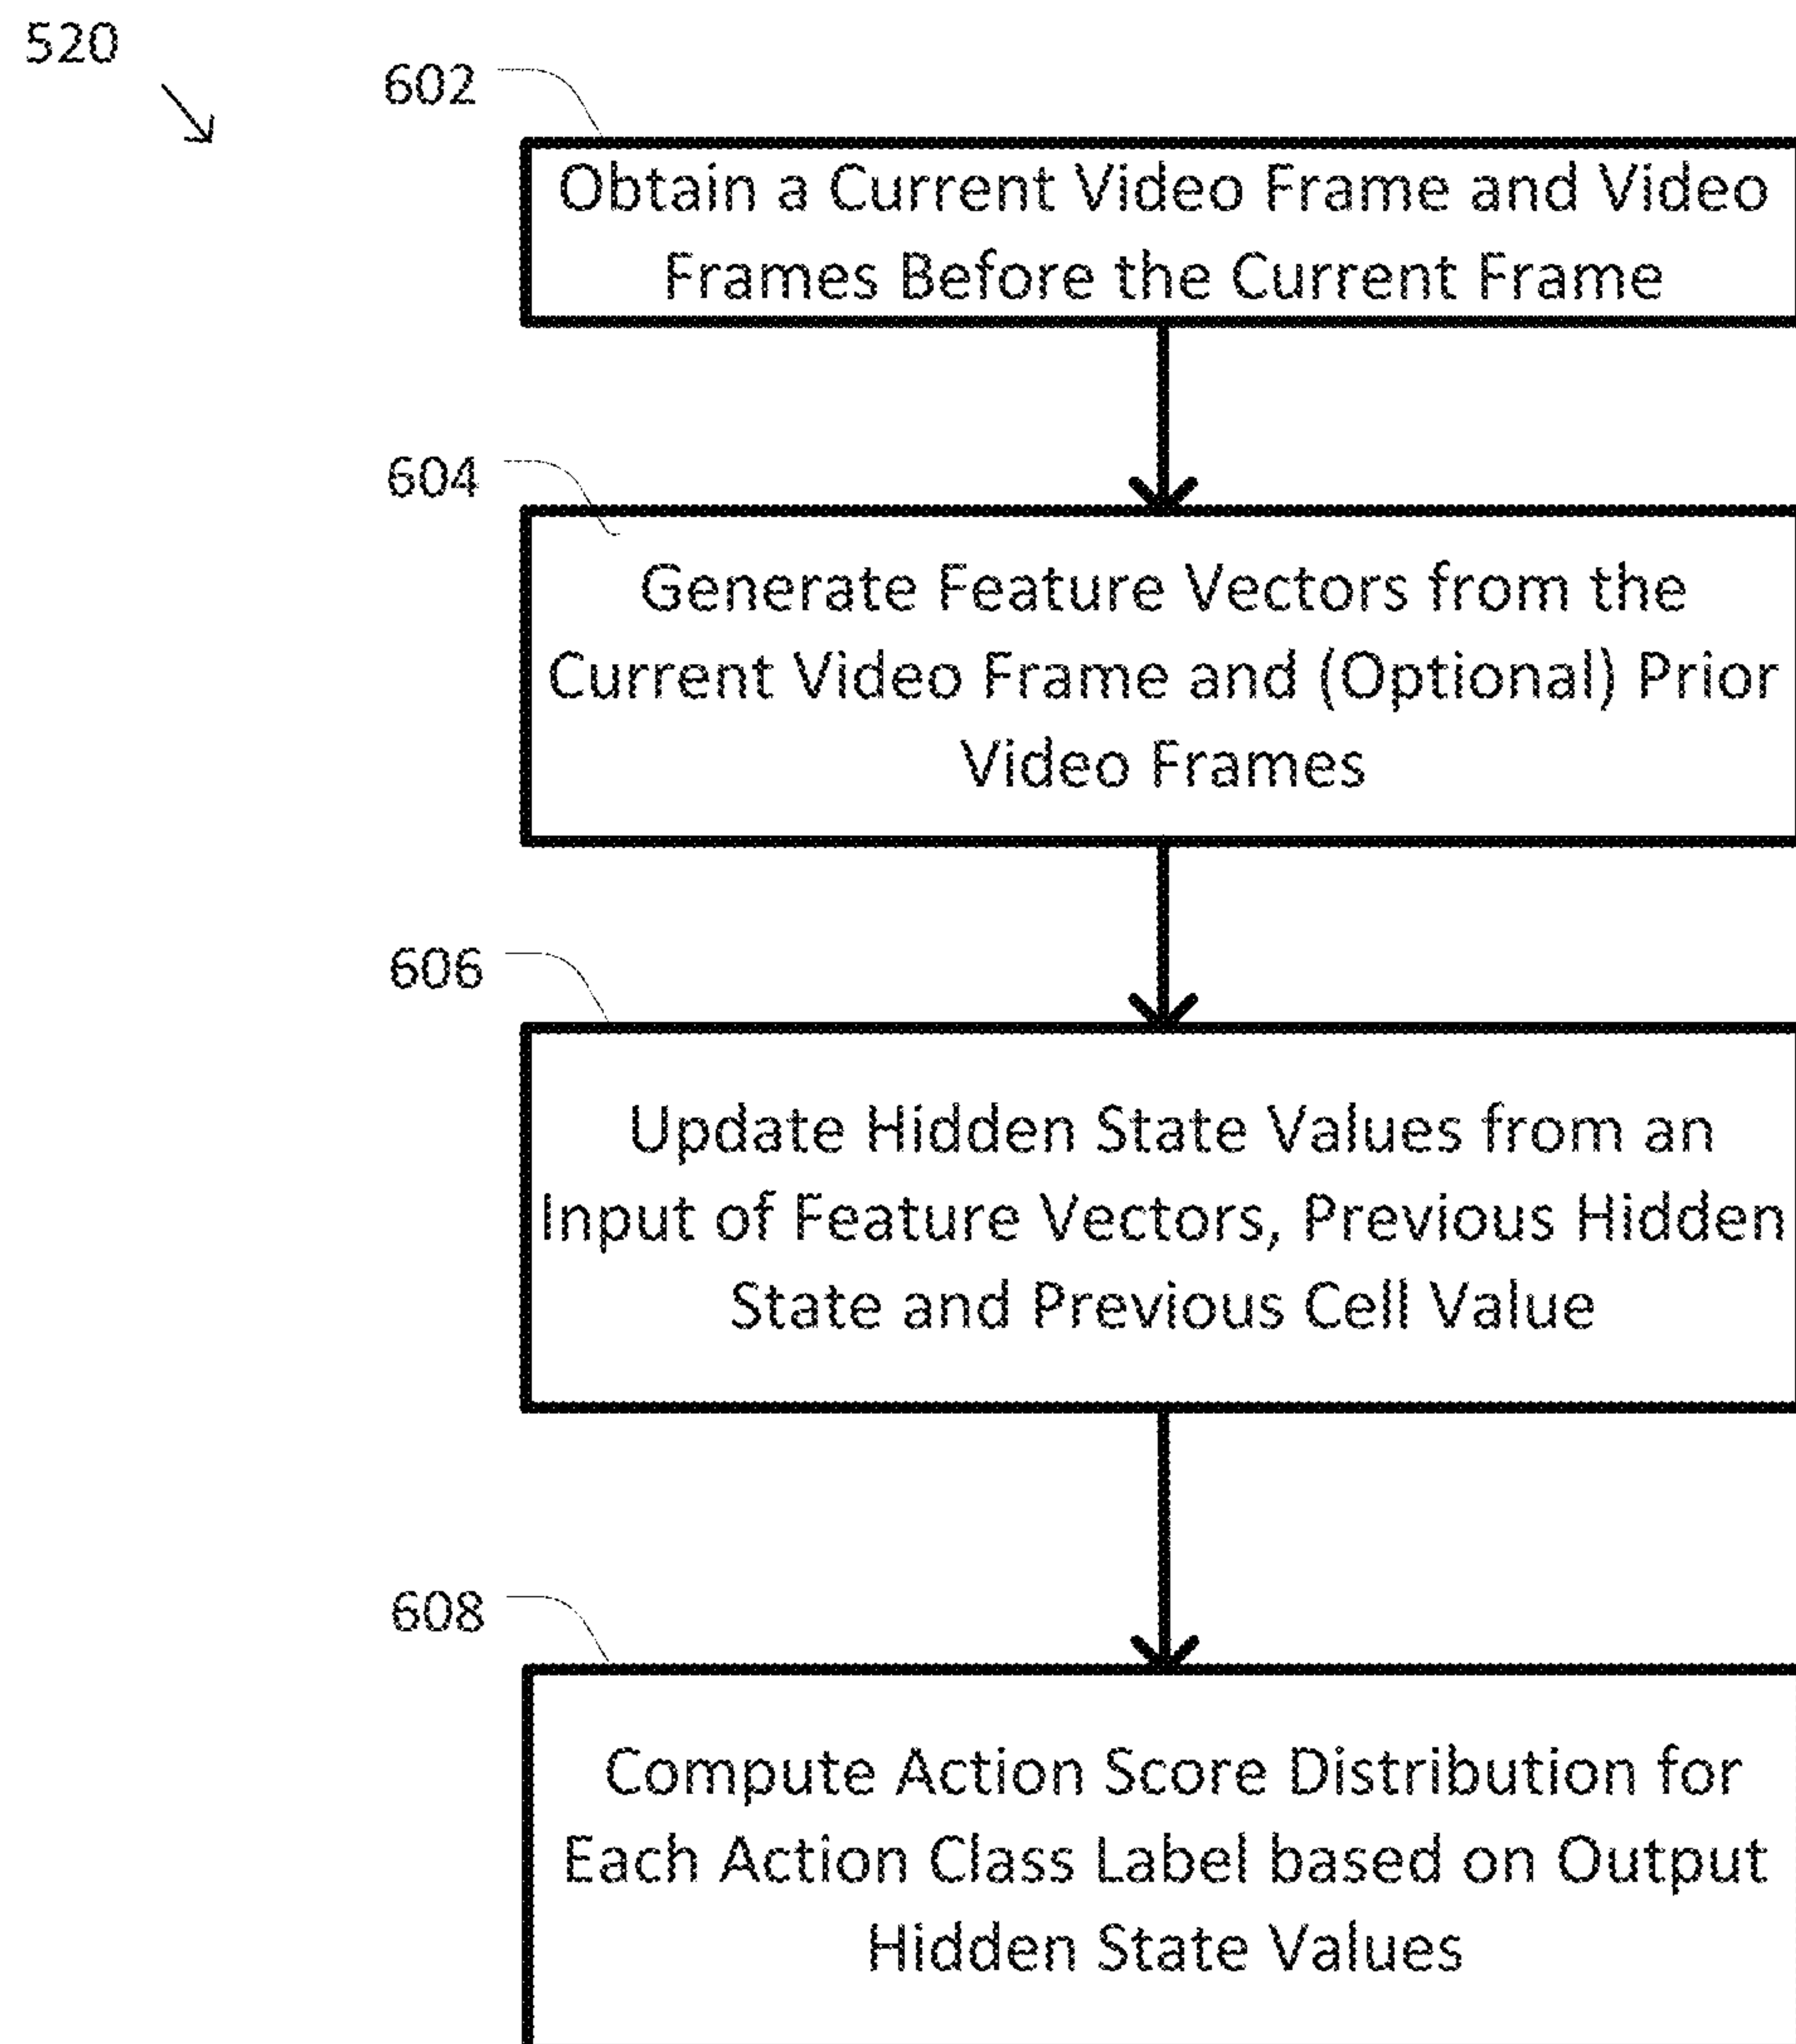 520
602
Obtain a Current Video Frame and Video
Frames Before the Current Frame
604
Generate Feature Vectors from the
Current Video Frame and (Optional) Prior
Video Frames
606
Update Hidden State Values from an
Input of Feature Vectors, Previous Hidden
State and Previous Cell Value
608
Compute Action Score Distribution for
Each Action Class Label based on Output
Hidden State Values